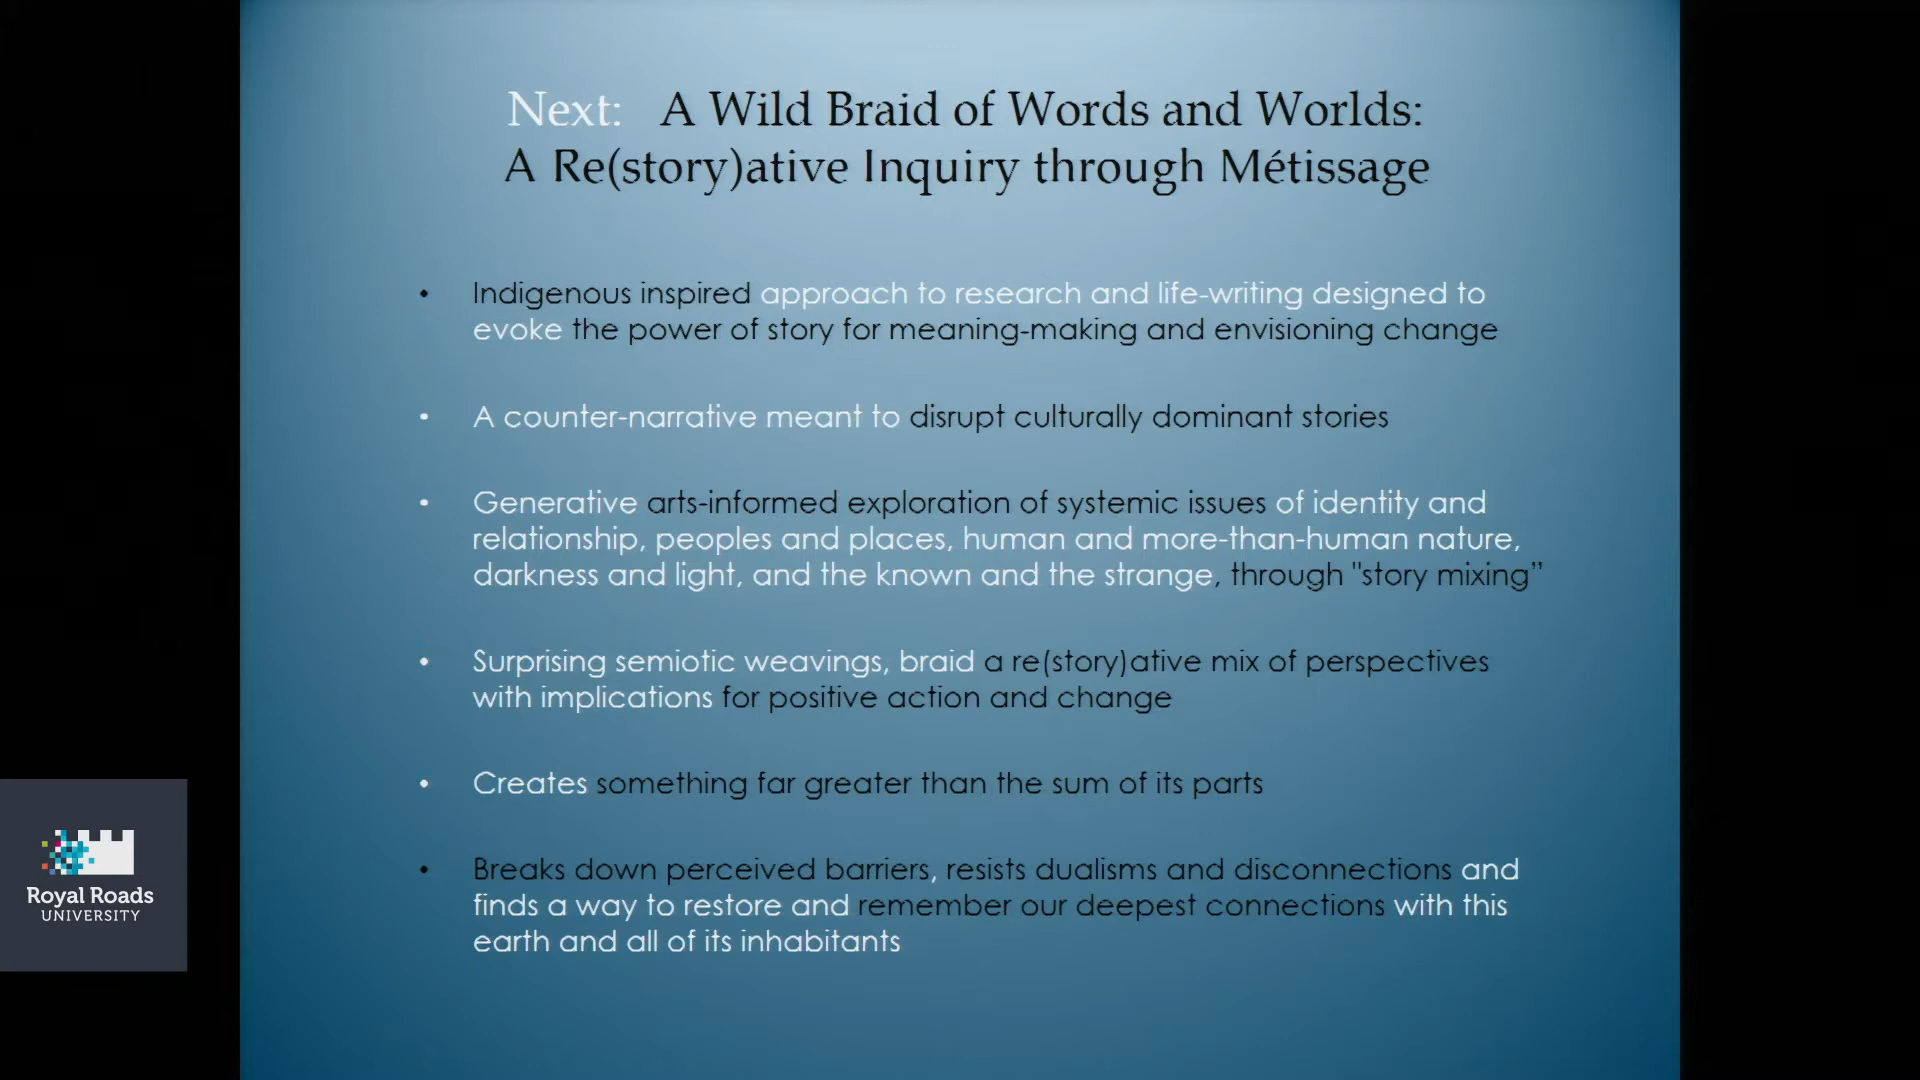 Next: A Wild Braid of Words and Worlds:
A Re(story)ative Inquiry through Métissage
• Indigenous inspired approach to research and life-writing designed to
evoke the power of story for meaning-making and envisioning change
• A counter-narrative meant to disrupt culturally dominant stories
• Generative arts-informed exploration of systemic issues of identity and
relationship, peoples and places, human and more-than-human nature,
darkness and light, and the known and the strange, through "story mixing”
• Surprising semiotic weavings, braid a re(story)ative mix of perspectives
with implications for positive action and change
• Creates something far greater than the sum of its parts
• Breaks down perceived barriers, resists dualisms and disconnections and
finds a way to restore and remember our deepest connections with this
earth and all of its inhabitants
Royal Roads
UNIVERSITY